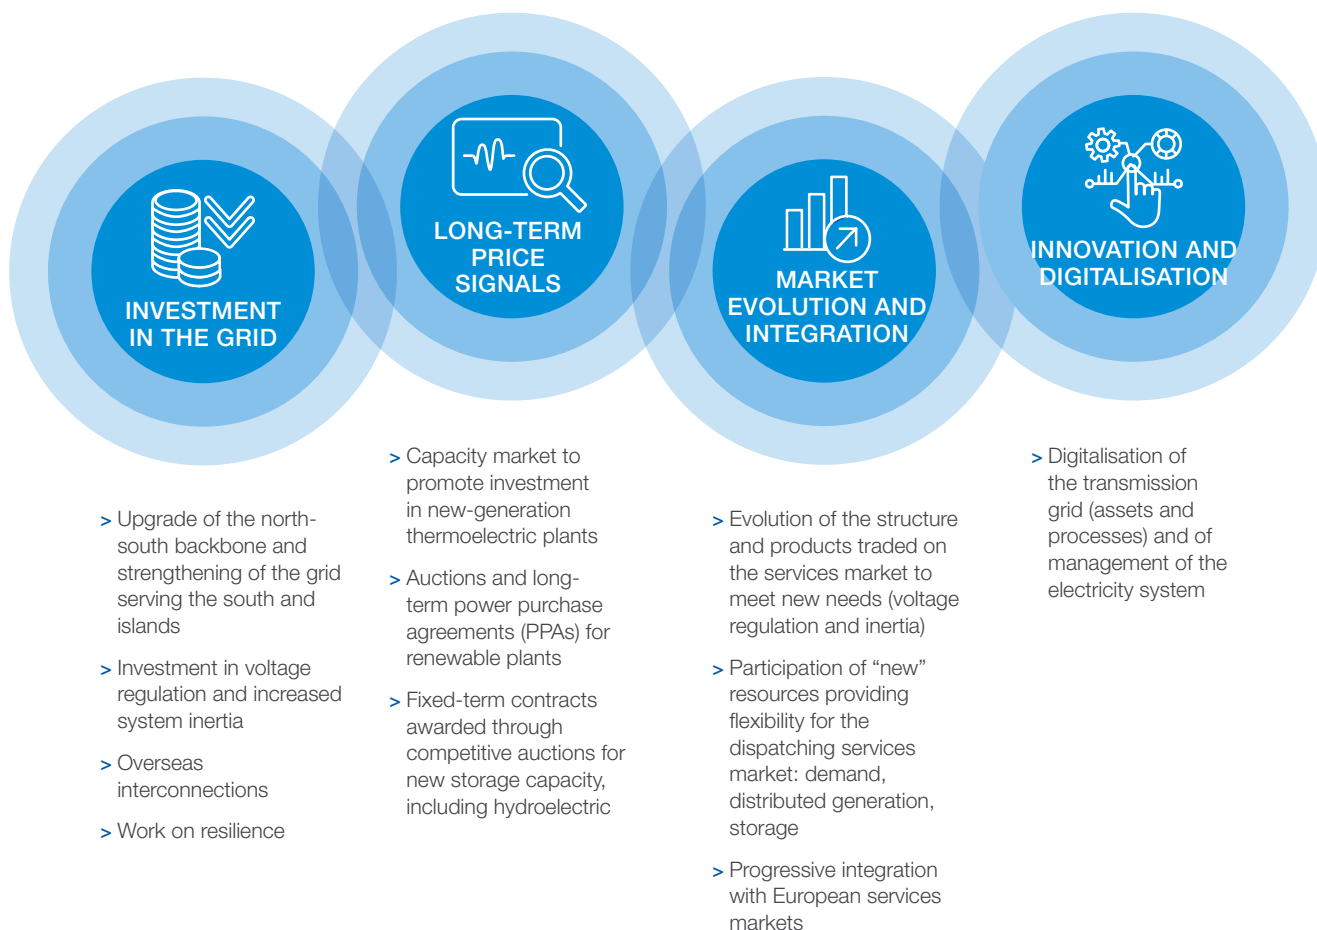 INVESTMENT
IN THE GRID
> Upgrade of the north-
south backbone and
strengthening of the grid
serving the south and
islands
> Investment in voltage
regulation and increased
system inertia
> Overseas
interconnections
> Work on resilience
LONG-TERM
PRICE
SIGNALS
> Capacity market to
promote investment
in new-generation
thermoelectric plants
> Auctions and long-
term power purchase
agreements (PPAs) for
renewable plants
> Fixed-term contracts
awarded through
competitive auctions for
new storage capacity,
including hydroelectric
MARKET
EVOLUTION AND
INTEGRATION
> Evolution of the structure
and products traded on
the services market to
meet new needs (voltage
regulation and inertia)
> Participation of “new”
resources providing
flexibility for the
dispatching services
market: demand,
distributed generation,
storage
> Progressive integration
with European services
markets
INNOVATION AND
DIGITALISATION
> Digitalisation of
the transmission
grid (assets and
processes) and of
management of the
electricity system